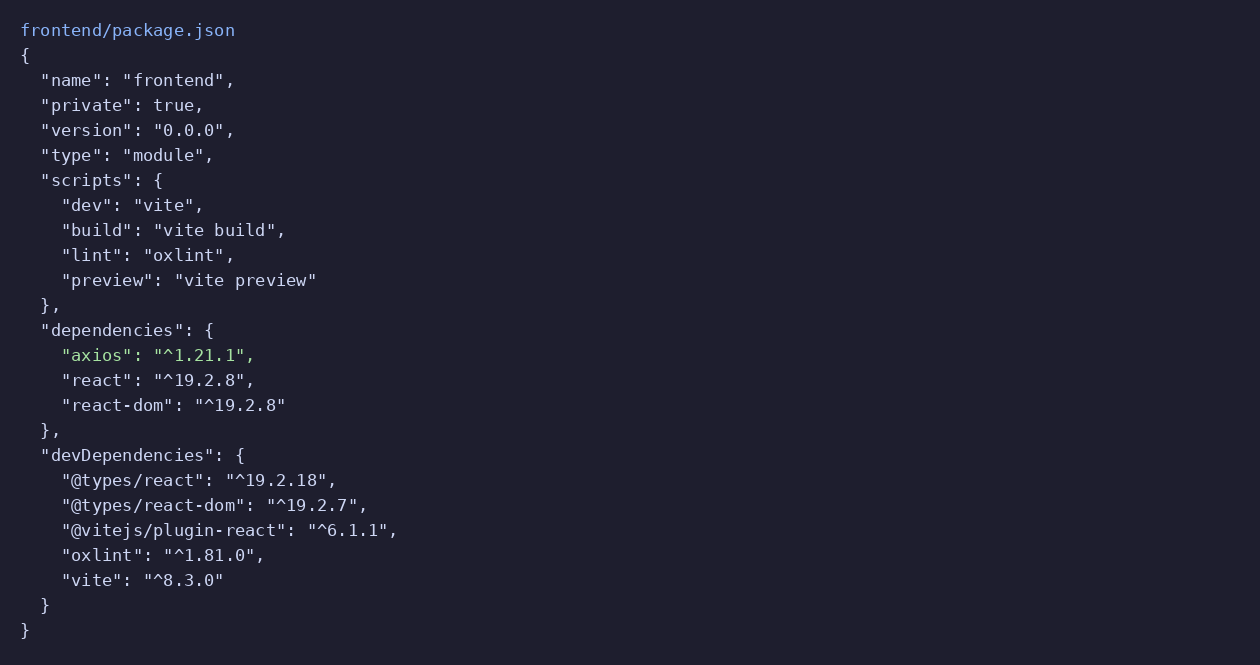 frontend/package.json
{
  "name": "frontend",
  "private": true,
  "version": "0.0.0",
  "type": "module",
  "scripts": {
    "dev": "vite",
    "build": "vite build",
    "lint": "oxlint",
    "preview": "vite preview"
  },
  "dependencies": {
    "axios": "^1.21.1",
    "react": "^19.2.8",
    "react-dom": "^19.2.8"
  },
  "devDependencies": {
    "@types/react": "^19.2.18",
    "@types/react-dom": "^19.2.7",
    "@vitejs/plugin-react": "^6.1.1",
    "oxlint": "^1.81.0",
    "vite": "^8.3.0"
  }
}